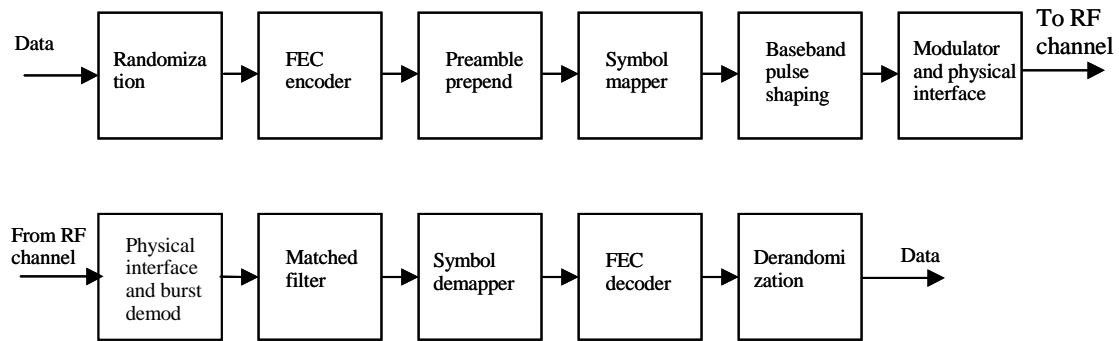 Data
Randomiza
tion
FEC
encoder
Preamble
prepend
Symbol
mapper
Baseband
pulse
shaping
Modulator
and physical
interface
To RF
channel
From RF
channel
Physical
interface
and burst
demod
Matched
filter
Symbol
demapper
FEC
decoder
Derandomi
zation
Data